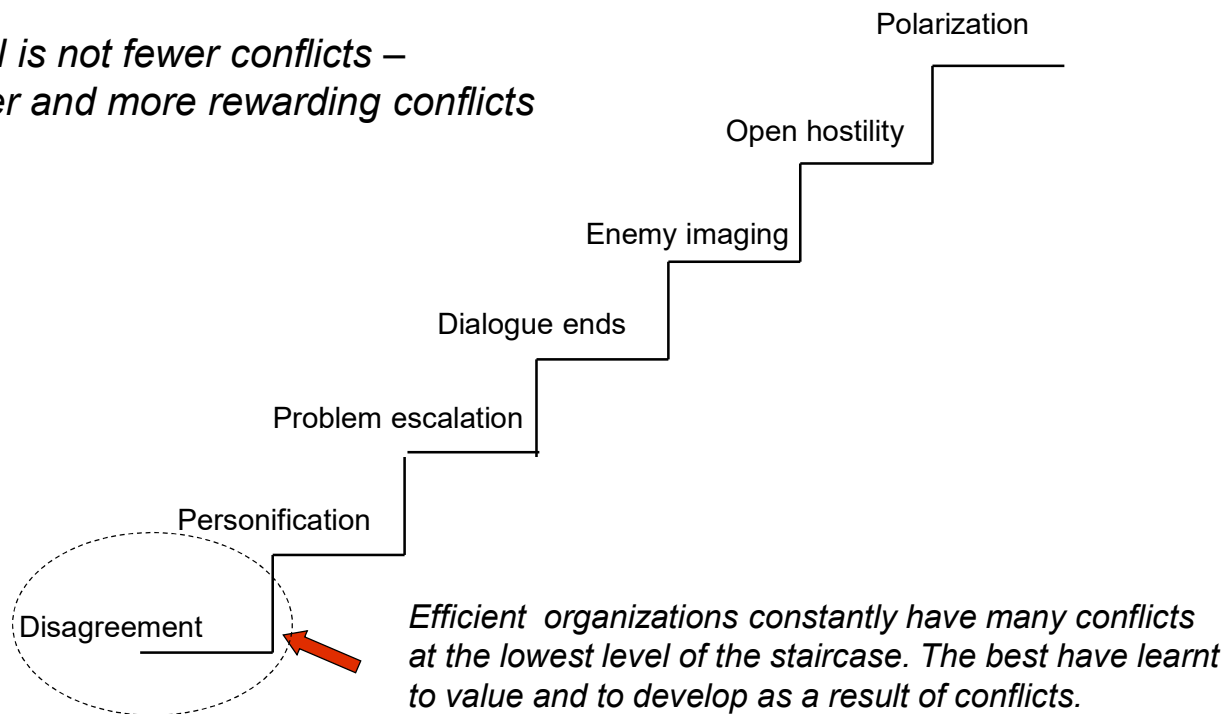 is not fewer conflicts –
and more rewarding conflicts
Polarization
Open hostility
Enemy imaging
Dialogue ends
Problem escalation
Personification
Disagreement
Efficient organizations constantly have many conflicts
at the lowest level of the staircase. The best have learnt
to value and to develop as a result of conflicts.